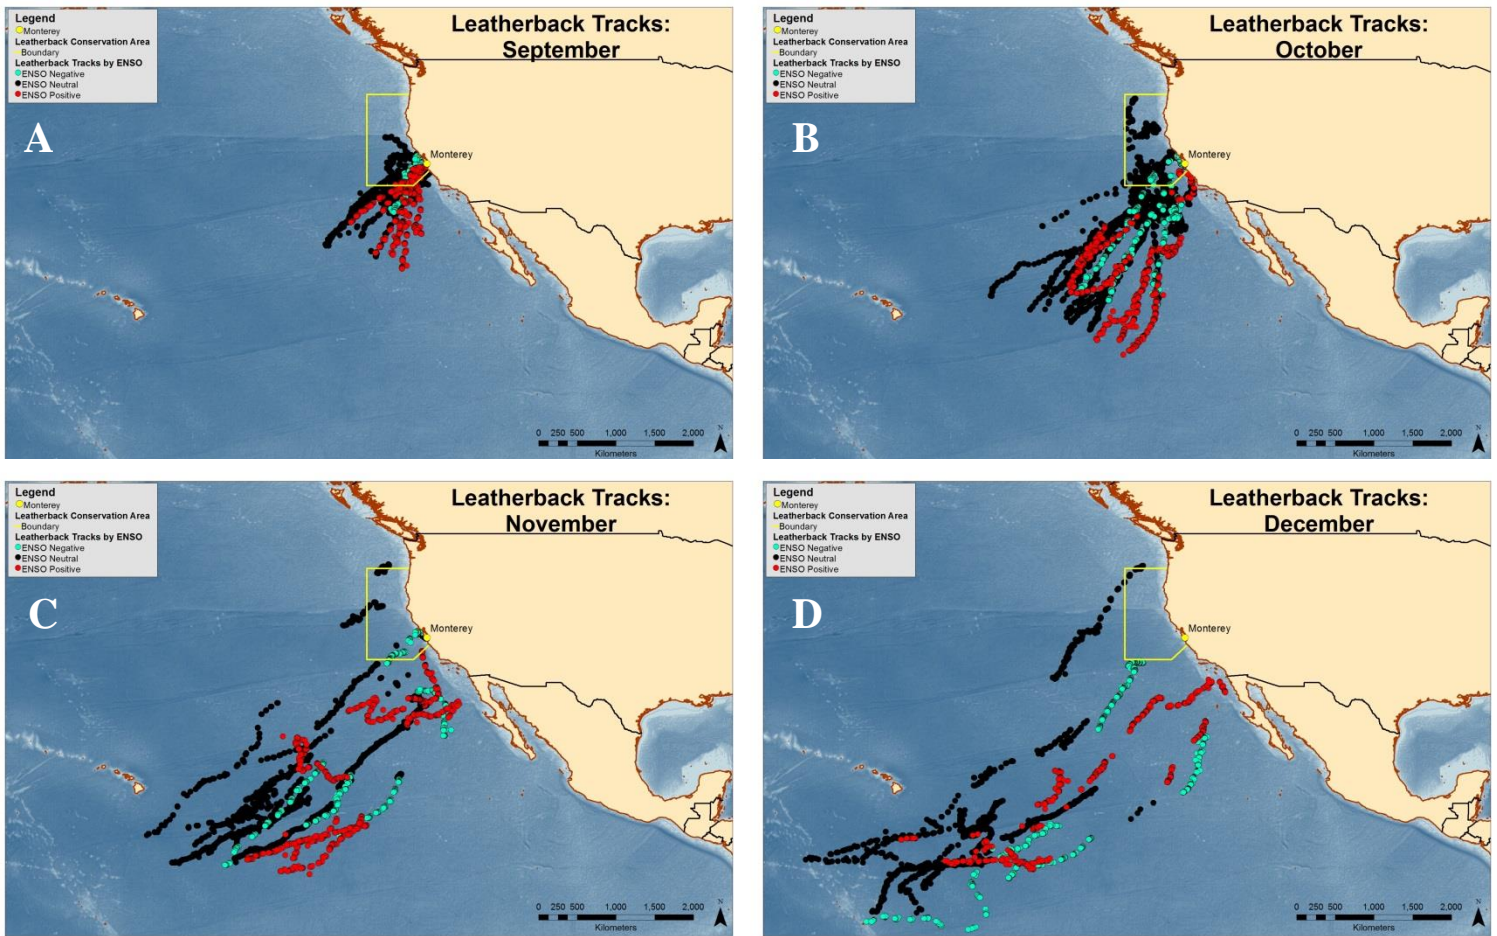 Legend
Monterey
Leatherback Conservation Area
Boundary
Leatherback Tracks by ENSO
ENSO Negative
ENSO Neutral
ENSO Positive
Leatherback Tracks:
September
A
Monterey
0 250 500 1,000 1,500 2,000
Kilometers
N
Legend
Monterey
Leatherback Conservation Area
Boundary
Leatherback Tracks by ENSO
ENSO Negative
ENSO Neutral
ENSO Positive
Leatherback Tracks:
October
B
Monterey
0 250 500 1,000 1,500 2,000
Kilometers
N
Legend
Monterey
Leatherback Conservation Area
Boundary
Leatherback Tracks by ENSO
ENSO Negative
ENSO Neutral
ENSO Positive
Leatherback Tracks:
November
C
Monterey
0 250 500 1,000 1,500 2,000
Kilometers
N
Legend
Monterey
Leatherback Conservation Area
Boundary
Leatherback Tracks by ENSO
ENSO Negative
ENSO Neutral
ENSO Positive
Leatherback Tracks:
December
D
Monterey
0 250 500 1,000 1,500 2,000
Kilometers
N